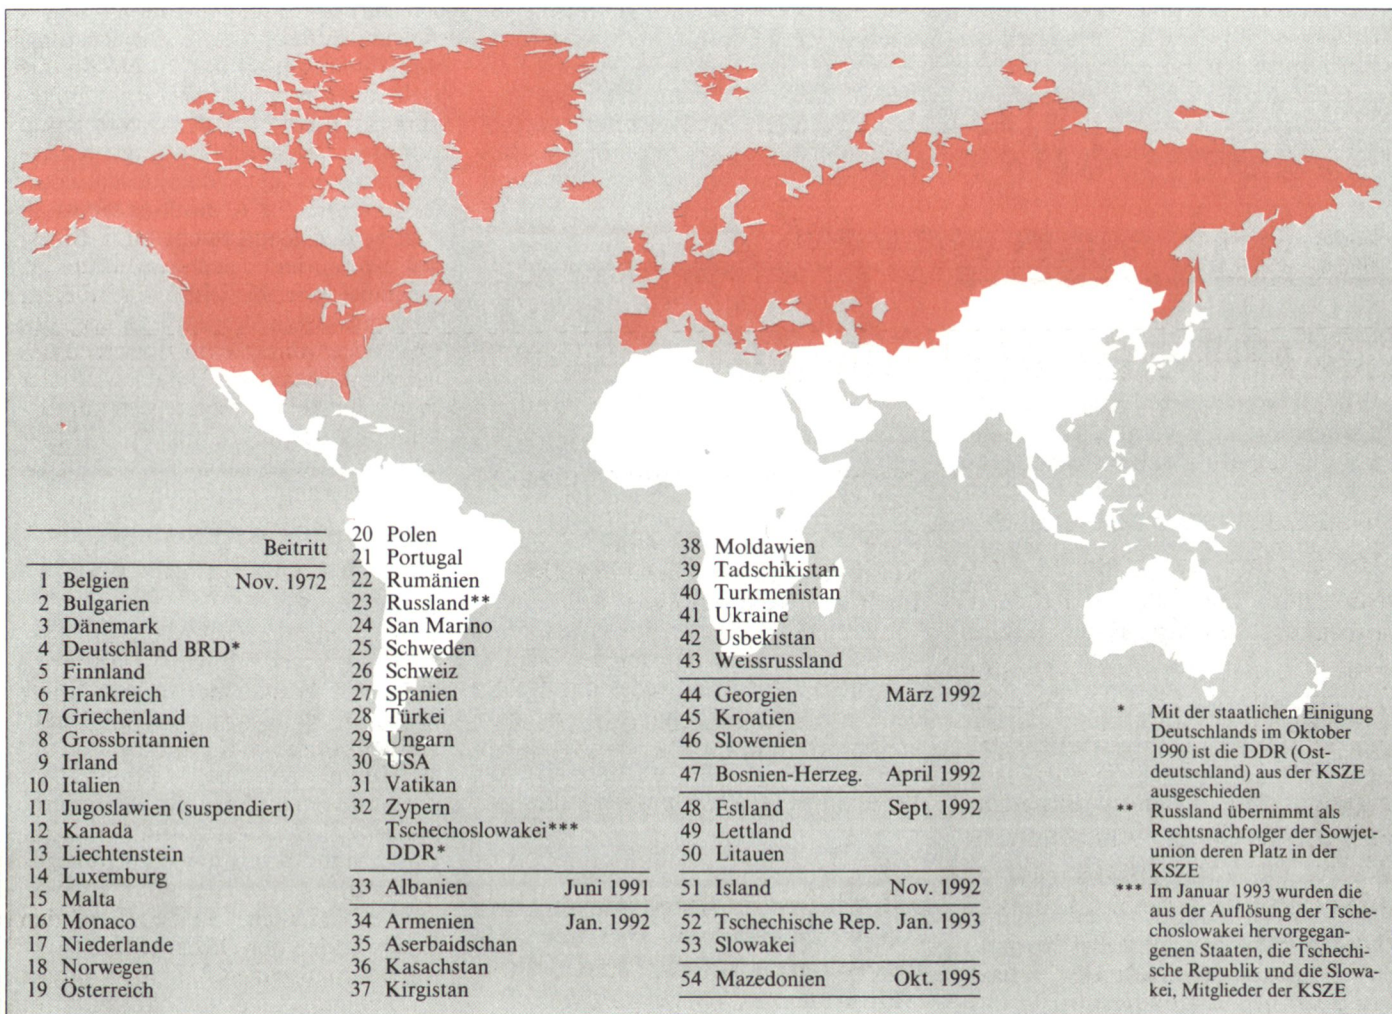 Beitritt
1 Belgien Nov. 1972
2 Bulgarien
3 Dänemark
4 Deutschland BRD*
5 Finnland
6 Frankreich
7 Griechenland
8 Grossbritannien
9 Irland
10 Italien
11 Jugoslawien (suspendiert)
12 Kanada
13 Liechtenstein
14 Luxemburg
15 Malta
16 Monaco
17 Niederlande
18 Norwegen
19 Österreich
20 Polen
21 Portugal
22 Rumänien
23 Russland**
24 San Marino
25 Schweden
26 Schweiz
27 Spanien
28 Türkei
29 Ungarn
30 USA
31 Vatikan
32 Zypern
Tschechoslowakei***
DDR*
33 Albanien Juni 1991
34 Armenien Jan. 1992
35 Aserbaidschan
36 Kasachstan
37 Kirgistan
38 Moldawien
39 Tadschikistan
40 Turkmenistan
41 Ukraine
42 Usbekistan
43 Weissrussland
44 Georgien März 1992
45 Kroatien
46 Slowenien
47 Bosnien-Herzeg. April 1992
48 Estland Sept. 1992
49 Lettland
50 Litauen
51 Island Nov. 1992
52 Tschechische Rep. Jan. 1993
53 Slowakei
54 Mazedonien Okt. 1995
* Mit der staatlichen Einigung
Deutschlands im Oktober
1990 ist die DDR (Ost-
deutschland) aus der KSZE
ausgeschieden
** Russland übernimmt als
Rechtsnachfolger der Sowjet-
union deren Platz in der
KSZE
*** Im Januar 1993 wurden die
aus der Auflösung der Tsche-
choslowakei hervorgegan-
genen Staaten, die Tschechi-
sche Republik und die Slowa-
kei, Mitglieder der KSZE